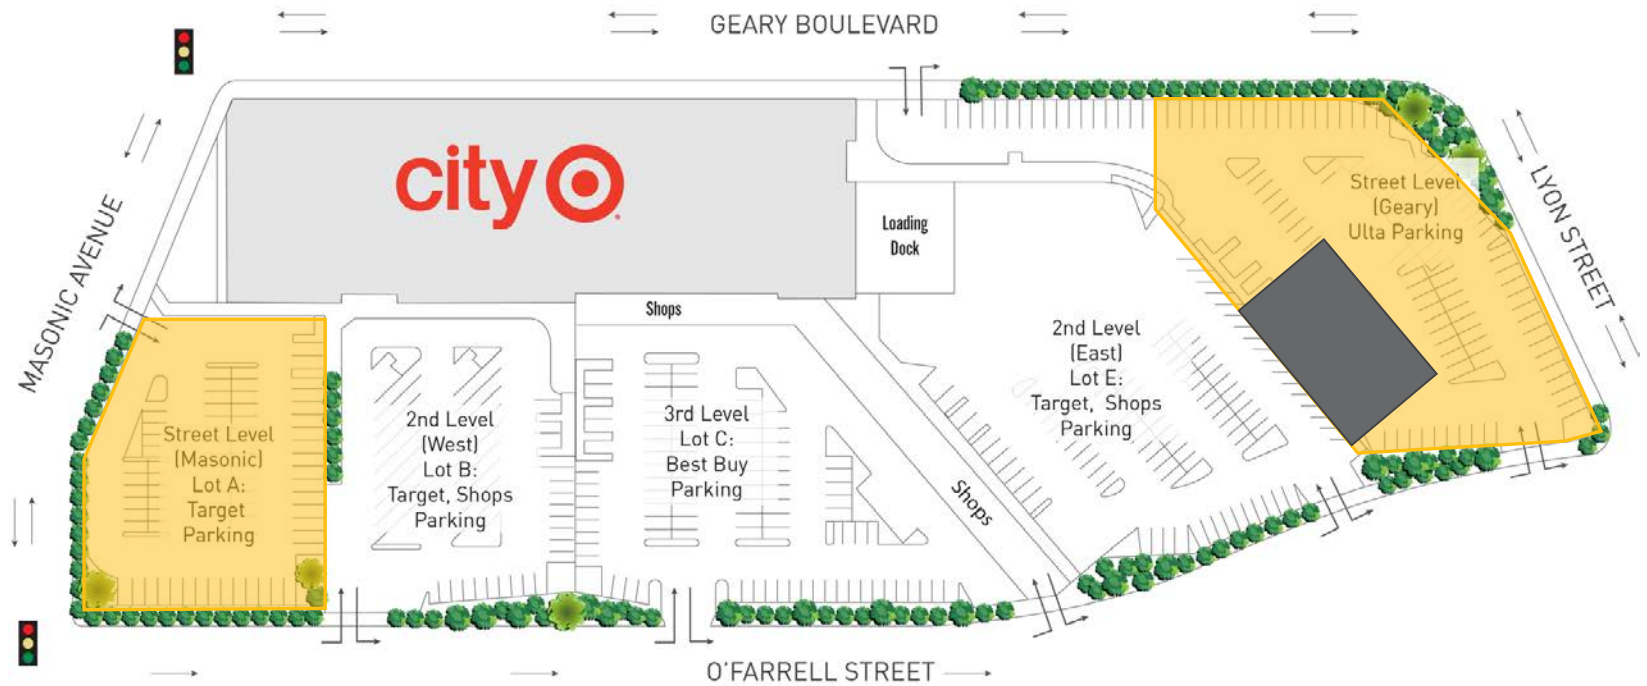 GEARY BOULEVARD
MASONIC AVENUE
LYON STREET
city
Loading
Dock
Shops
Street Level
(Geary)
Ulta Parking
2nd Level
(East)
Lot E:
Target, Shops
Parking
Street Level
(Masonic)
Lot A:
Target
Parking
2nd Level
(West)
Lot B:
Target, Shops
Parking
3rd Level
Lot C:
Best Buy
Parking
Shops
O'FARRELL STREET